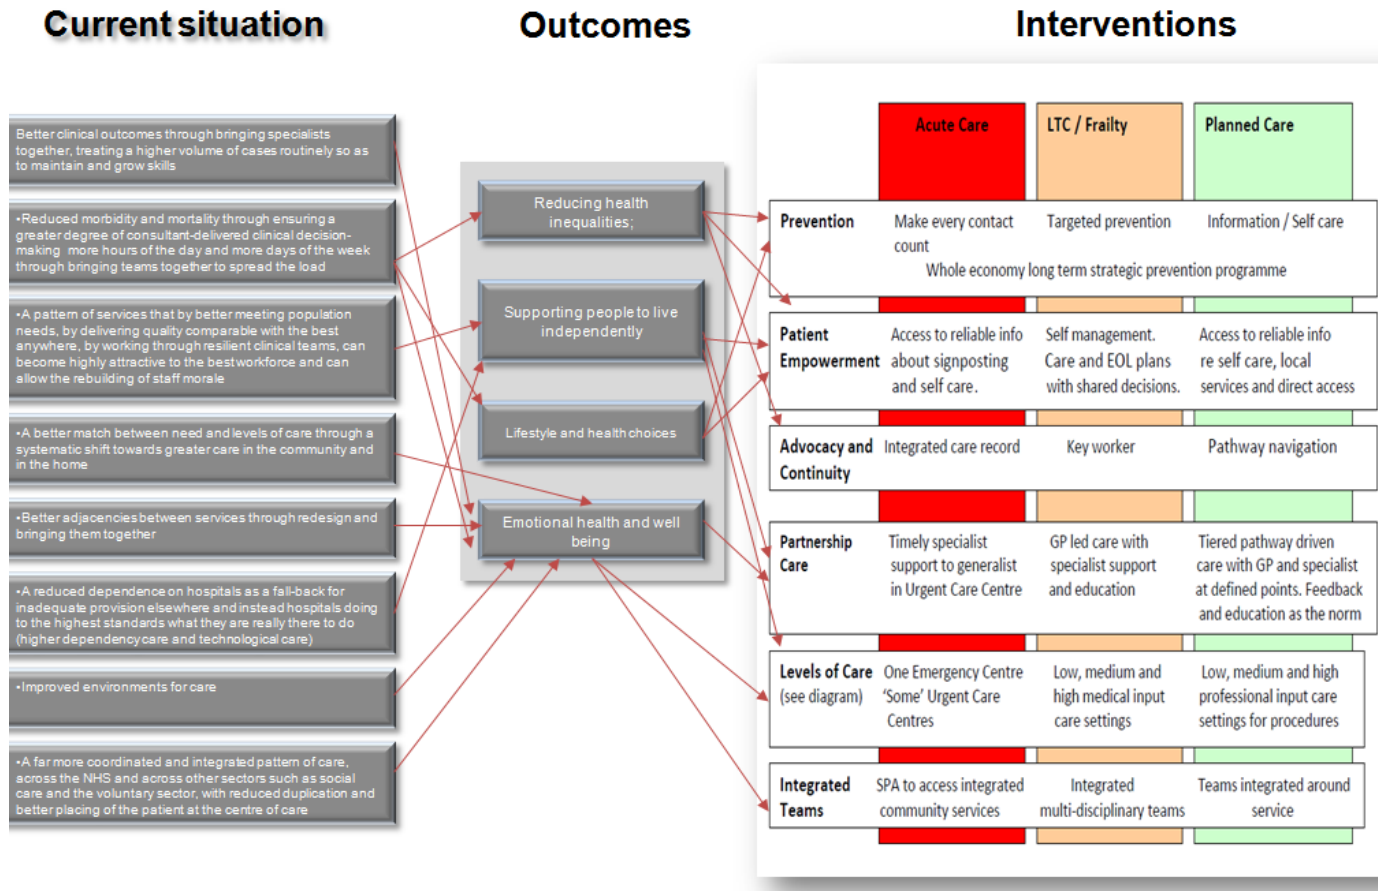 Current situation
Outcomes
Interventions
Better clinical outcomes through bringing specialists
together, treating a higher volume of cases routinely so as
to maintain and grow skills
•Reduced morbidity and mortality through ensuring a
greater degree of consultant-delivered clinical decision-
making more hours of the day and more days of the week
through bringing teams together to spread the load
•A pattern of services that by better meeting population
needs, by delivering quality comparable with the best
anywhere, by working through resilient clinical teams, can
become highly attractive to the best workforce and can
allow the rebuilding of staff morale
•A better match between need and levels of care through a
systematic shift towards greater care in the community and
in the home
•Better adjacencies between services through redesign and
bringing them together
•A reduced dependence on hospitals as a fall-back for
inadequate provision elsewhere and instead hospitals doing
to the highest standards what they are really there to do
(higher dependency care and technological care)
•Improved environments for care
•A far more coordinated and integrated pattern of care,
across the NHS and across other sectors such as social
care and the voluntary sector, with reduced duplication and
better placing of the patient at the centre of care
Reducing health
inequalities;
Supporting people to live
independently
Lifestyle and health choices
Emotional health and well
being
Acute Care
LTC / Frailty
Planned Care
Prevention
Make every contact
count
Targeted prevention
Information / Self care
Whole economy long term strategic prevention programme
Patient
Empowerment
Access to reliable info
about signposting
and self care.
Self management.
Care and EOL plans
with shared decisions.
Access to reliable info
re self care, local
services and direct access
Advocacy and
Continuity
Integrated care record
Key worker
Pathway navigation
Partnership
Care
Timely specialist
support to generalist
in Urgent Care Centre
GP led care with
specialist support
and education
Tiered pathway driven
care with GP and specialist
at defined points. Feedback
and education as the norm
Levels of Care
(see diagram)
One Emergency Centre
‘Some’ Urgent Care
Centres
Low, medium and
high medical input
care settings
Low, medium and high
professional input care
settings for procedures
Integrated
Teams
SPA to access integrated
community services
Integrated
multi-disciplinary teams
Teams integrated around
service